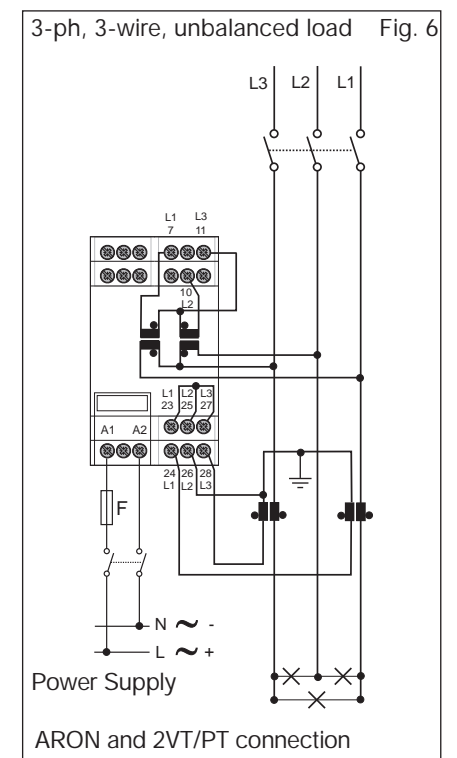 3-ph, 3-wire, unbalanced load Fig. 6
L3 L2 L1
L1 L3
7 11
10
L2
L1 L2 L3
23 25 27
A1 A2
24 26 28
L1 L2 L3
F
N ~ -
L ~ +
Power Supply
ARON and 2VT/PT connection